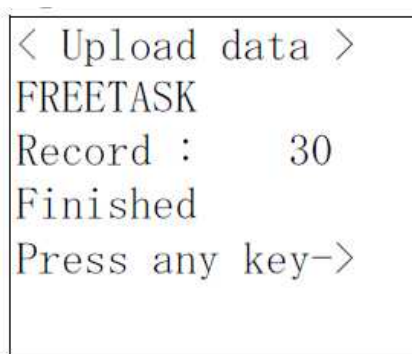 < Upload data >
FREETASK
Record :    30
Finished
Press any key->